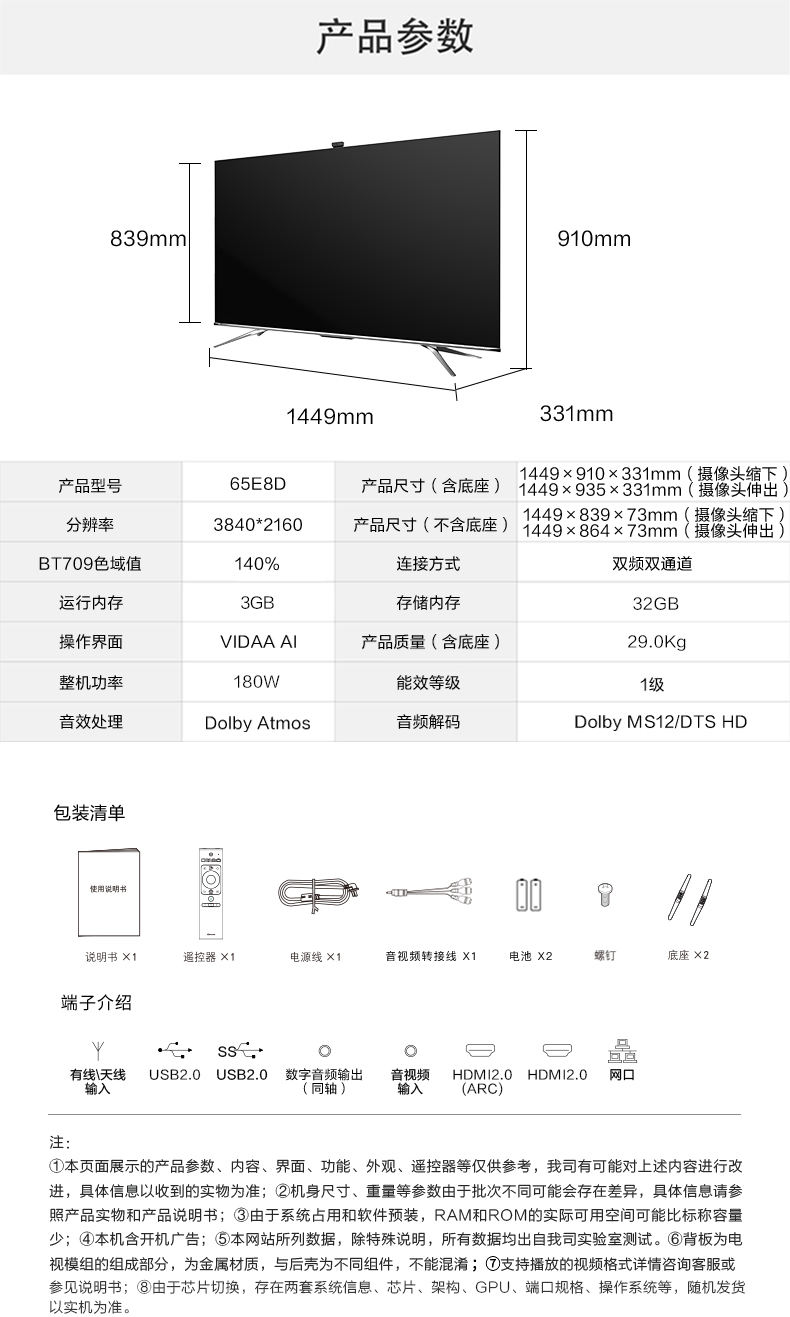 产品参数
839mm
910mm
1449mm
331mm
产品型号
65E8D
产品尺寸（含底座）
1449×910×331mm（摄像头缩下）
1449×935×331mm（摄像头伸出）
分辨率
3840*2160
产品尺寸（不含底座）
1449×839×73mm（摄像头缩下）
1449×864×73mm（摄像头伸出）
BT709色域值
140%
连接方式
双频双通道
运行内存
3GB
存储内存
32GB
操作界面
VIDAA AI
产品质量（含底座）
29.0Kg
整机功率
180W
能效等级
1级
音效处理
Dolby Atmos
音频解码
Dolby MS12/DTS HD
包装清单
使用说明书
说明书 X1
遥控器 X1
电源线 X1
音视频转接线 X1
电池 X2
螺钉
底座 X2
端子介绍
SS
有线\天线
输入
USB2.0
USB2.0
数字音频输出
（同轴）
音视频
输入
HDMI2.0
(ARC)
HDMI2.0
网口
注：
①本页面展示的产品参数、内容、界面、功能、外观、遥控器等仅供参考，我司有可能对上述内容进行改
进，具体信息以收到的实物为准；②机身尺寸、重量等参数由于批次不同可能会存在差异，具体信息请参
照产品实物和产品说明书；③由于系统占用和软件预装，RAM和ROM的实际可用空间可能比标称容量
少；④本机含开机广告；⑤本网站所列数据，除特殊说明，所有数据均出自我司实验室测试。⑥背板为电
视模组的组成部分，为金属材质，与后壳为不同组件，不能混淆；⑦支持播放的视频格式详情咨询客服或
参见说明书；⑧由于芯片切换，存在两套系统信息、芯片、架构、GPU、端口规格、操作系统等，随机发货
以实机为准。